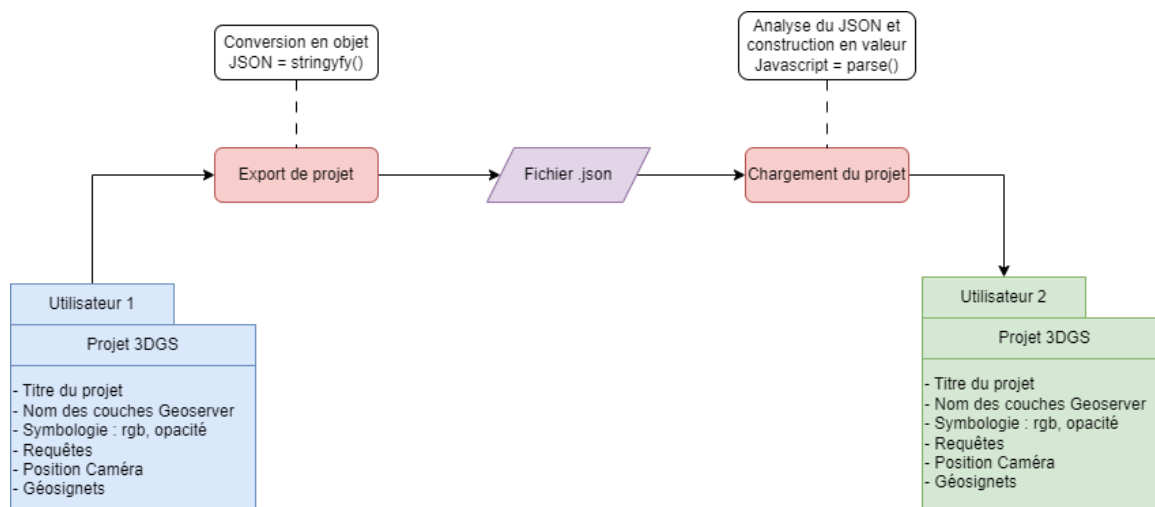 Conversion en objet
JSON = stringyfy()
Analyse du JSON et
construction en valeur
Javascript = parse()
Export de projet
Fichier .json
Chargement du projet
Utilisateur 1
Projet 3DGS
- Titre du projet
- Nom des couches Geoserver
- Symbologie : rgb, opacité
- Requêtes
- Position Caméra
- Géosignets
Utilisateur 2
Projet 3DGS
- Titre du projet
- Nom des couches Geoserver
- Symbologie : rgb, opacité
- Requêtes
- Position Caméra
- Géosignets